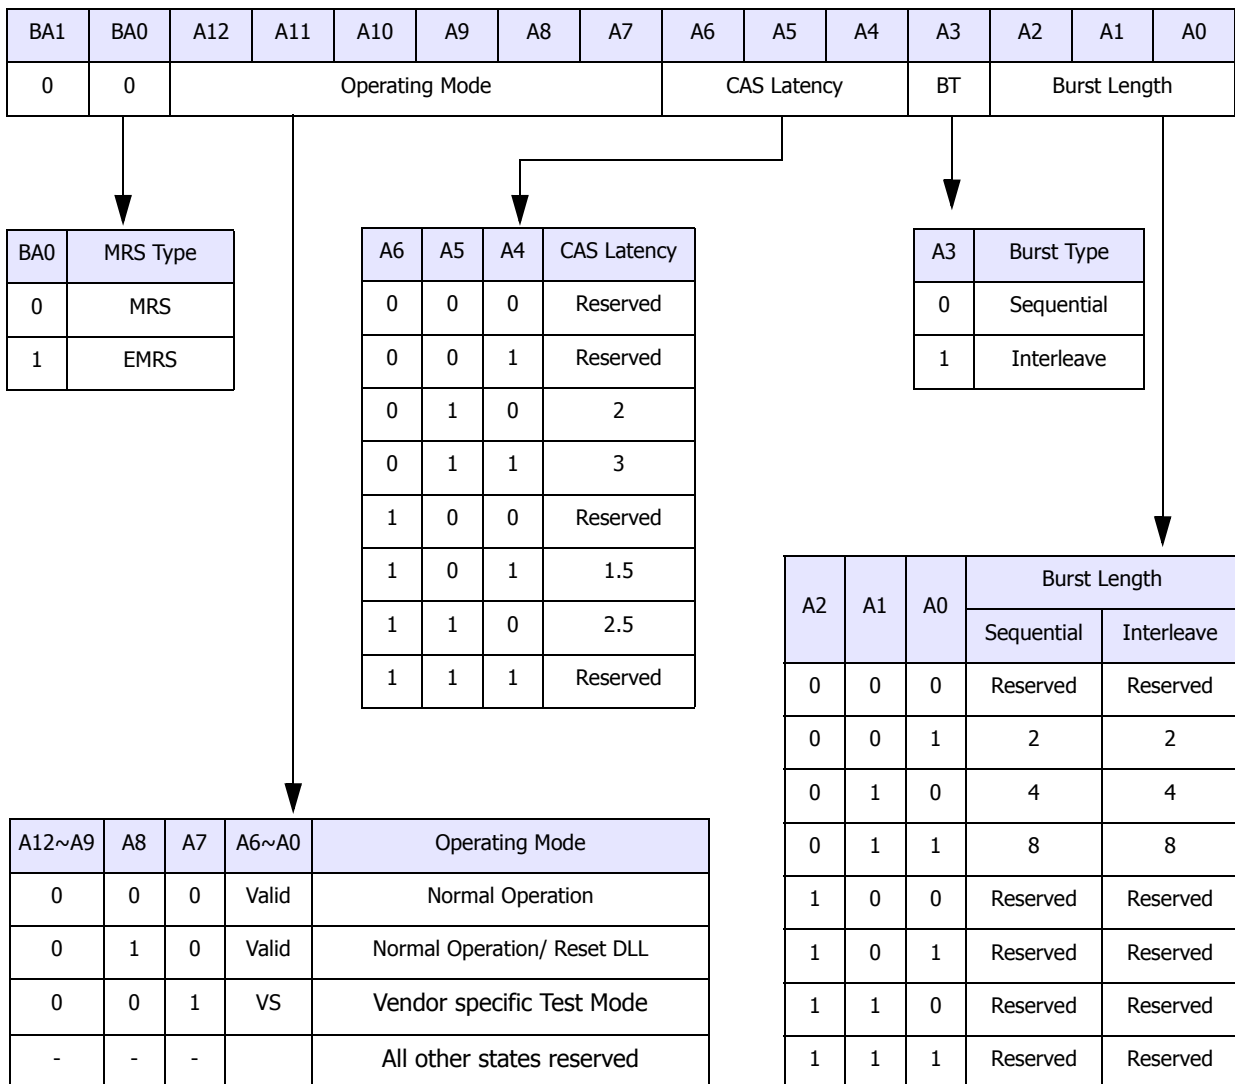 BA1 BA0 A12 A11 A10 A9 A8 A7 A6 A5 A4 A3 A2 A1 A0
0 0 Operating Mode CAS Latency BT Burst Length
BA0 MRS Type
0 MRS
1 EMRS
A6 A5 A4 CAS Latency
0 0 0 Reserved
0 0 1 Reserved
0 1 0 2
0 1 1 3
1 0 0 Reserved
1 0 1 1.5
1 1 0 2.5
1 1 1 Reserved
A3 Burst Type
0 Sequential
1 Interleave
A12~A9 A8 A7 A6~A0 Operating Mode
0 0 0 Valid Normal Operation
0 1 0 Valid Normal Operation/ Reset DLL
0 0 1 VS Vendor specific Test Mode
- - - All other states reserved
A2 A1 A0 Burst Length
Sequential Interleave
0 0 0 Reserved Reserved
0 0 1 2 2
0 1 0 4 4
0 1 1 8 8
1 0 0 Reserved Reserved
1 0 1 Reserved Reserved
1 1 0 Reserved Reserved
1 1 1 Reserved Reserved